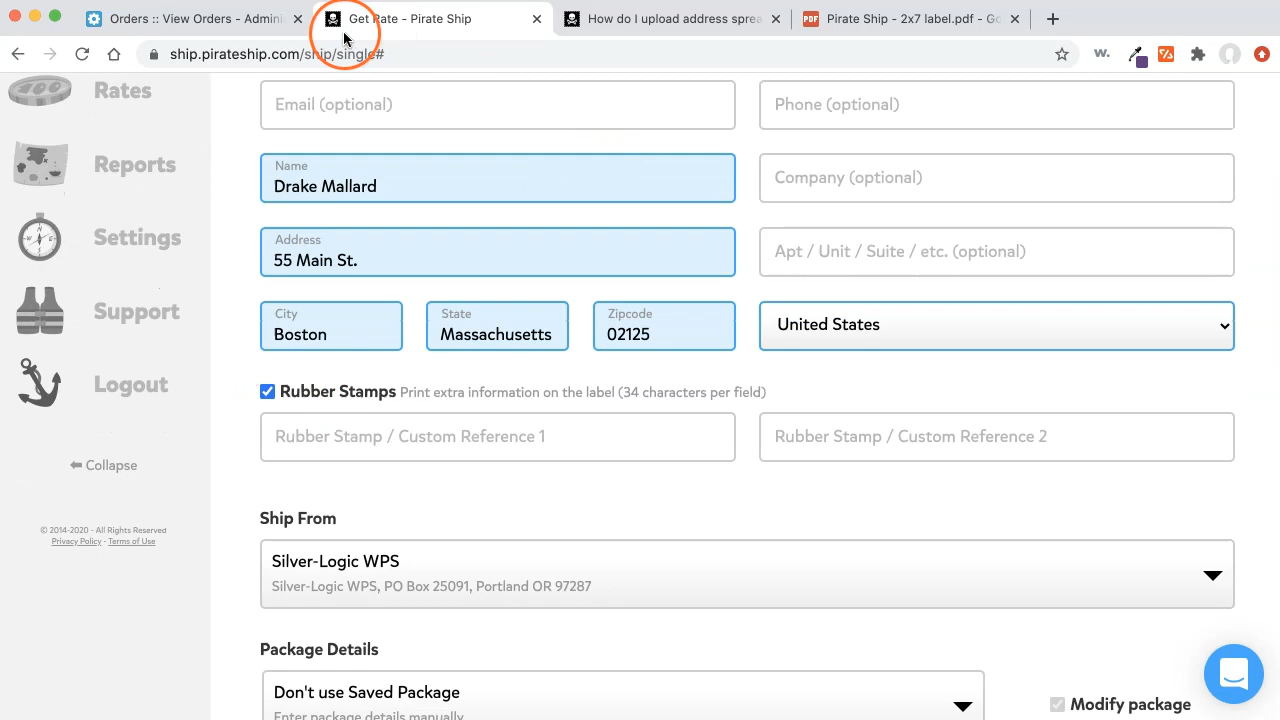 Orders :: View Orders - Admini
Get Rate - Pirate Ship
How do I upload address sprea
PDF
Pirate Ship - 2x7 label.pdf - Go
ship.pirateship.com/ship/single#
W.
100
Rates
Reports
Settings
Support
Logout
⬅ Collapse
© 2014-2020 - All Rights Reserved
Privacy Policy - Terms of Use
Email (optional)
Phone (optional)
Name
Drake Mallard
Company (optional)
Address
55 Main St.
Apt / Unit / Suite / etc. (optional)
City
Boston
State
Massachusetts
Zipcode
02125
United States
Rubber Stamps Print extra information on the label (34 characters per field)
Rubber Stamp / Custom Reference 1
Rubber Stamp / Custom Reference 2
Ship From
Silver-Logic WPS
Silver-Logic WPS, PO Box 25091, Portland OR 97287
Package Details
Don't use Saved Package
Enter package details manually
Modify package